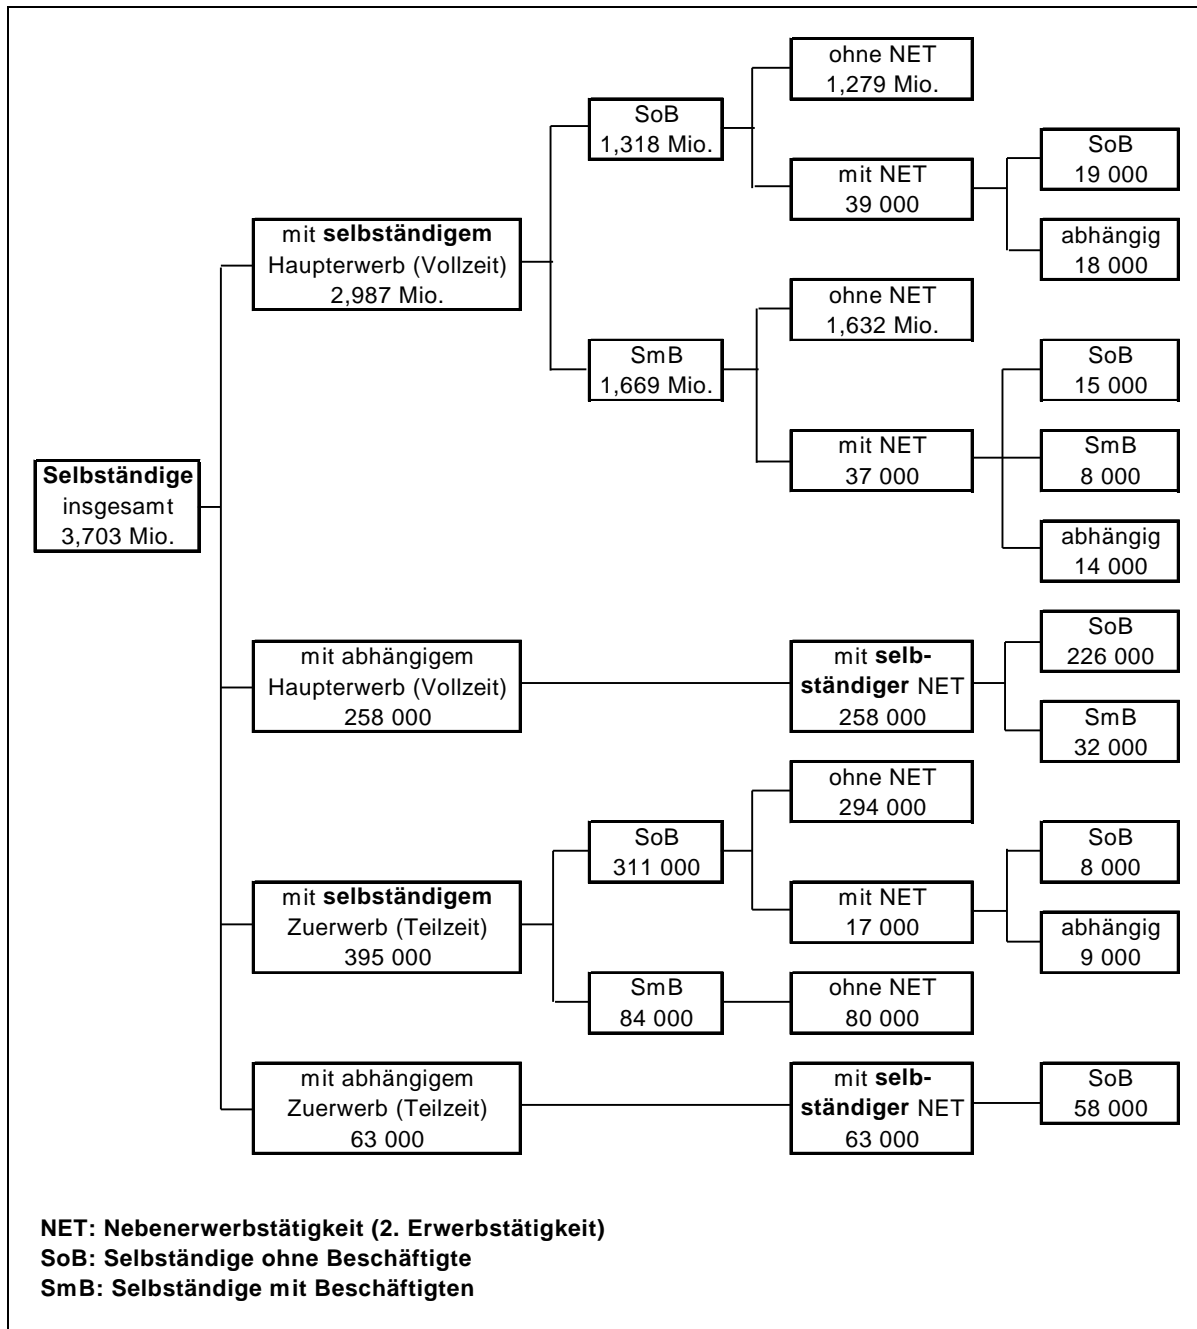 ohne NET
1,279 Mio.
SoB
1,318 Mio.
SoB
19 000
mit NET
39 000
mit selbständigem
Haupterwerb (Vollzeit)
2,987 Mio.
abhängig
18 000
ohne NET
1,632 Mio.
SmB
1,669 Mio.
SoB
15 000
mit NET
37 000
SmB
8 000
Selbständige
insgesamt
3,703 Mio.
abhängig
14 000
mit abhängigem
Haupterwerb (Vollzeit)
258 000
mit selb-
ständiger NET
258 000
SoB
226 000
SmB
32 000
ohne NET
294 000
SoB
311 000
SoB
8 000
mit selbständigem
Zuerwerb (Teilzeit)
395 000
mit NET
17 000
abhängig
9 000
SmB
84 000
ohne NET
80 000
mit abhängigem
Zuerwerb (Teilzeit)
63 000
mit selb-
ständiger NET
63 000
SoB
58 000
NET: Nebenerwerbstätigkeit (2. Erwerbstätigkeit)
SoB: Selbständige ohne Beschäftigte
SmB: Selbständige mit Beschäftigten